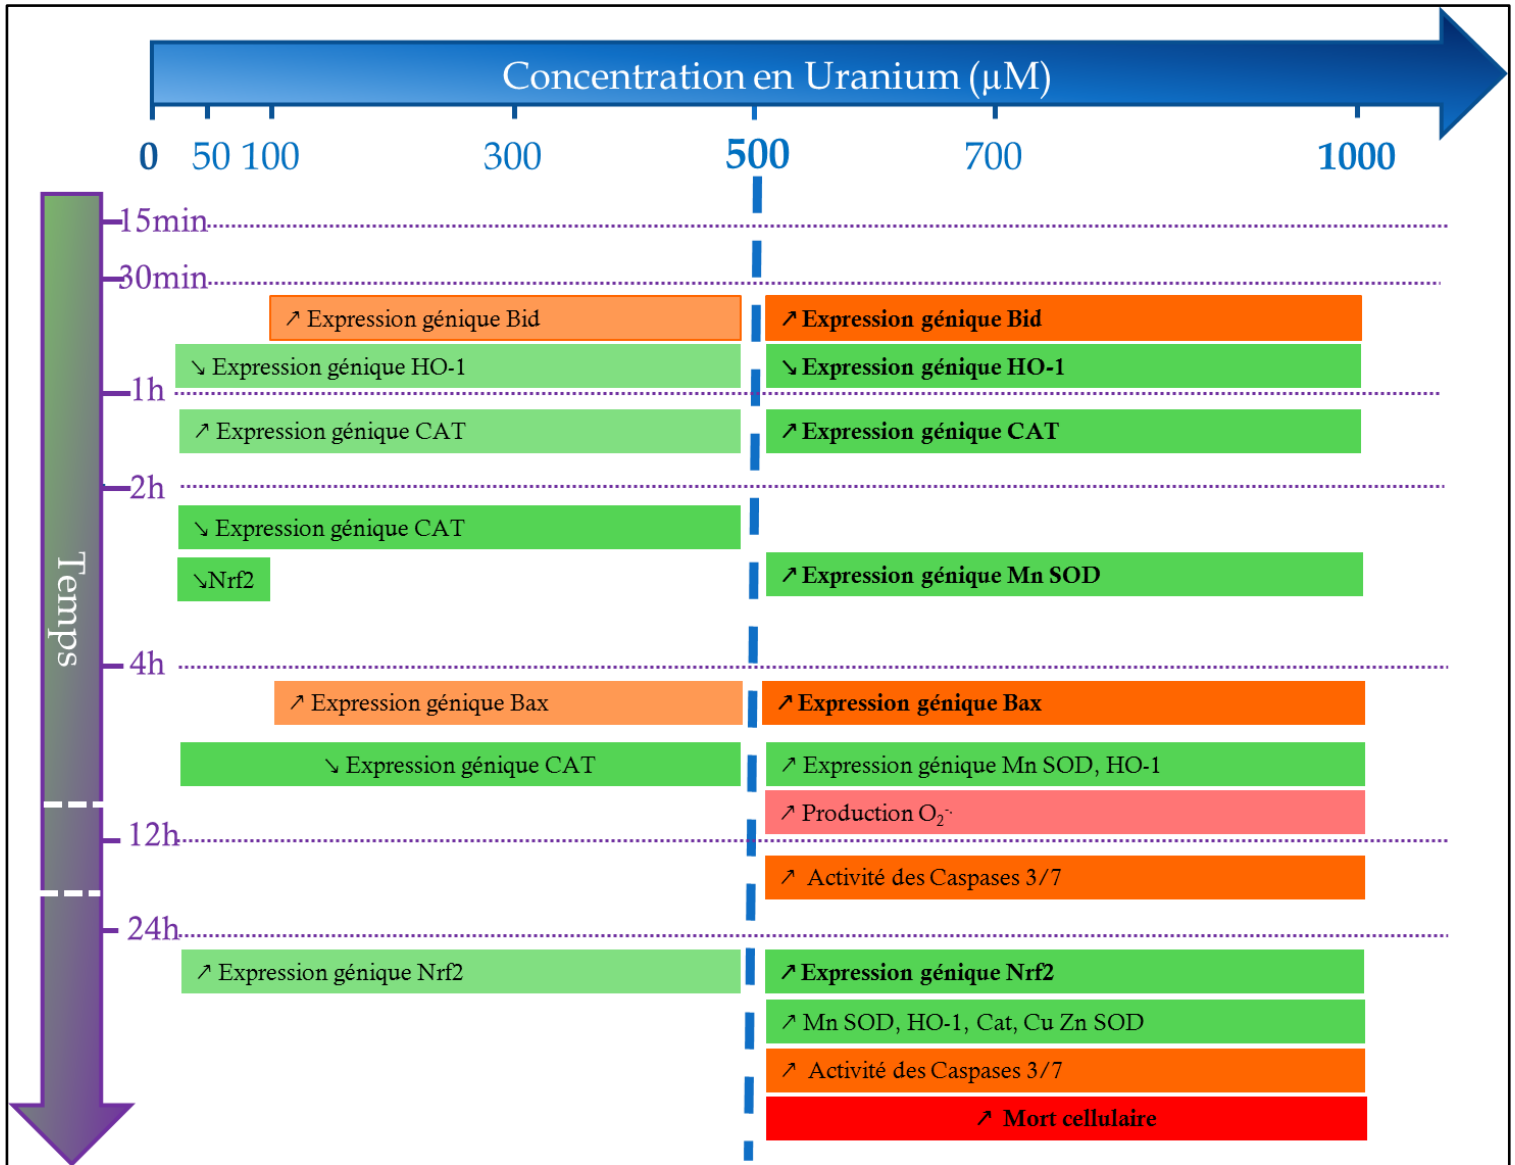 Concentration en Uranium (µM)
0 50 100 300 500 700 1000
Temps
15min
30min
↗ Expression génique Bid
↗ Expression génique Bid
↘ Expression génique HO-1
↘ Expression génique HO-1
1h
↗ Expression génique CAT
↗ Expression génique CAT
2h
↘ Expression génique CAT
↘Nrf2
↗ Expression génique Mn SOD
4h
↗ Expression génique Bax
↗ Expression génique Bax
↘ Expression génique CAT
↗ Expression génique Mn SOD, HO-1
↗ Production O₂⁻·
12h
↗ Activité des Caspases 3/7
24h
↗ Expression génique Nrf2
↗ Expression génique Nrf2
↗ Mn SOD, HO-1, Cat, Cu Zn SOD
↗ Activité des Caspases 3/7
↗ Mort cellulaire